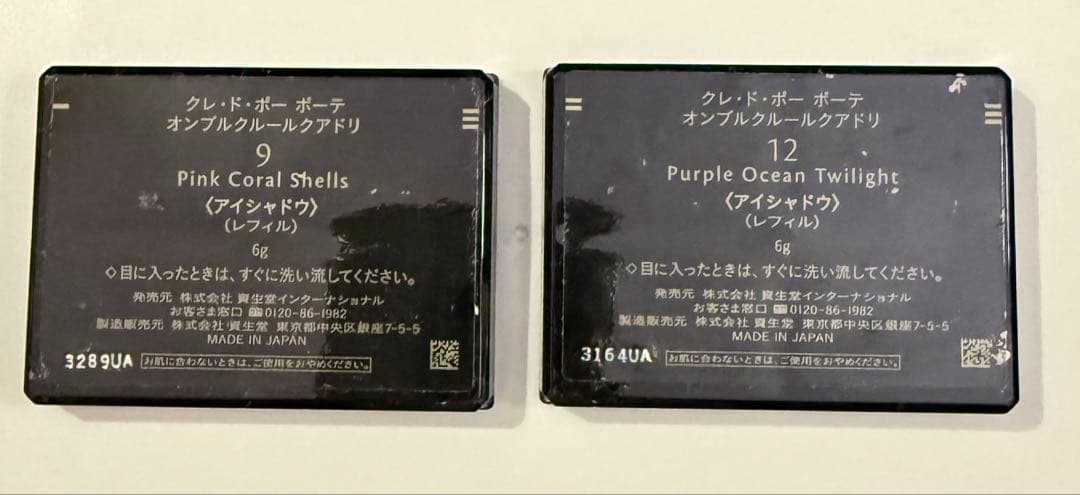 クレ・ド・ポー ボーテ
オンブルクルールクアドリ
9
Pink Coral Shells
〈アイシャドウ〉
(レフィル)
6g
◇目に入ったときは、すぐに洗い流してください。
発売元 株式会社 資生堂インターナショナル
お客さま窓口 ☎0120-86-1982
製造販売元 株式会社 資生堂 東京都中央区銀座7-5-5
MADE IN JAPAN
3289UA お肌に合わないときは、ご使用をおやめください。
クレ・ド・ポー ボーテ
オンブルクルールクアドリ
12
Purple Ocean Twilight
〈アイシャドウ〉
(レフィル)
6g
◇目に入ったときは、すぐに洗い流してください。
発売元 株式会社 資生堂インターナショナル
お客さま窓口 ☎0120-86-1982
製造販売元 株式会社 資生堂 東京都中央区銀座7-5-5
MADE IN JAPAN
3164UA お肌に合わないときは、ご使用をおやめください。